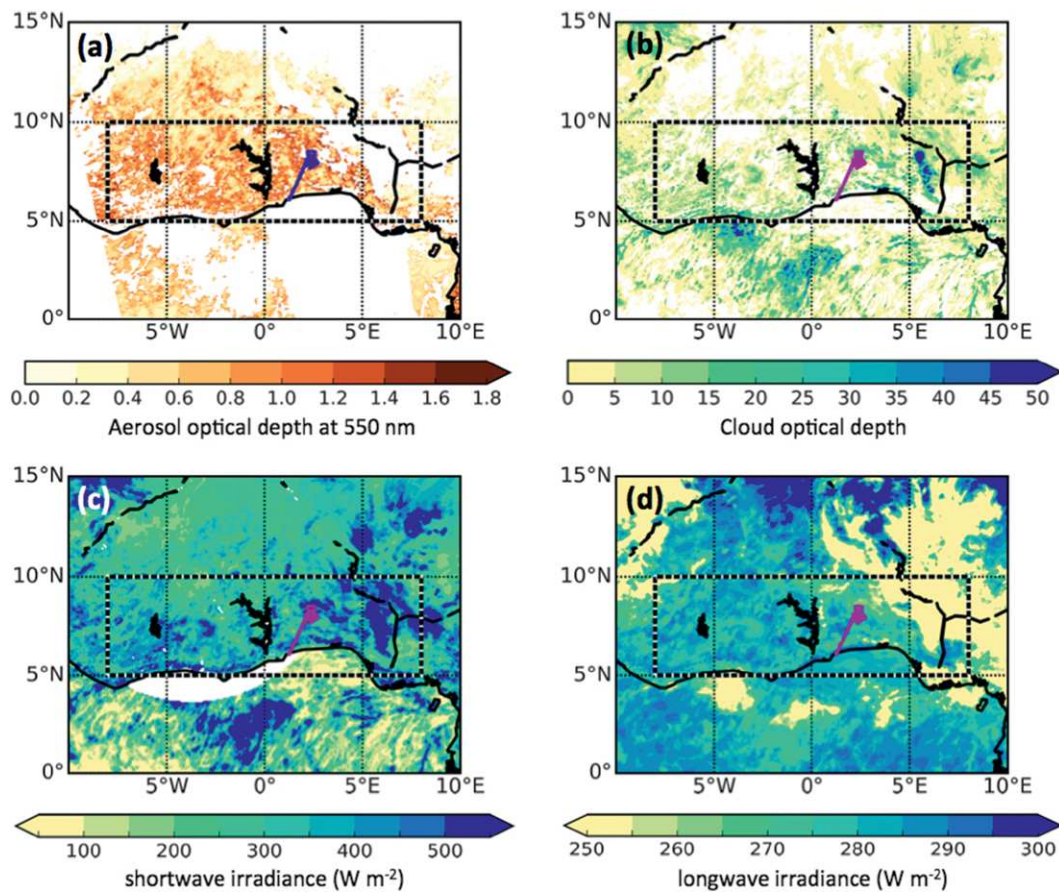 (a)
15°N
10°N
5°N
0°
5°W 0° 5°E 10°E
0.0 0.2 0.4 0.6 0.8 1.0 1.2 1.4 1.6 1.8
Aerosol optical depth at 550 nm
(b)
15°N
10°N
5°N
0°
5°W 0° 5°E 10°E
0 5 10 15 20 25 30 35 40 45 50
Cloud optical depth
(c)
15°N
10°N
5°N
0°
5°W 0° 5°E 10°E
100 200 300 400 500
shortwave irradiance (W m⁻²)
(d)
15°N
10°N
5°N
0°
5°W 0° 5°E 10°E
250 260 270 280 290 300
longwave irradiance (W m⁻²)